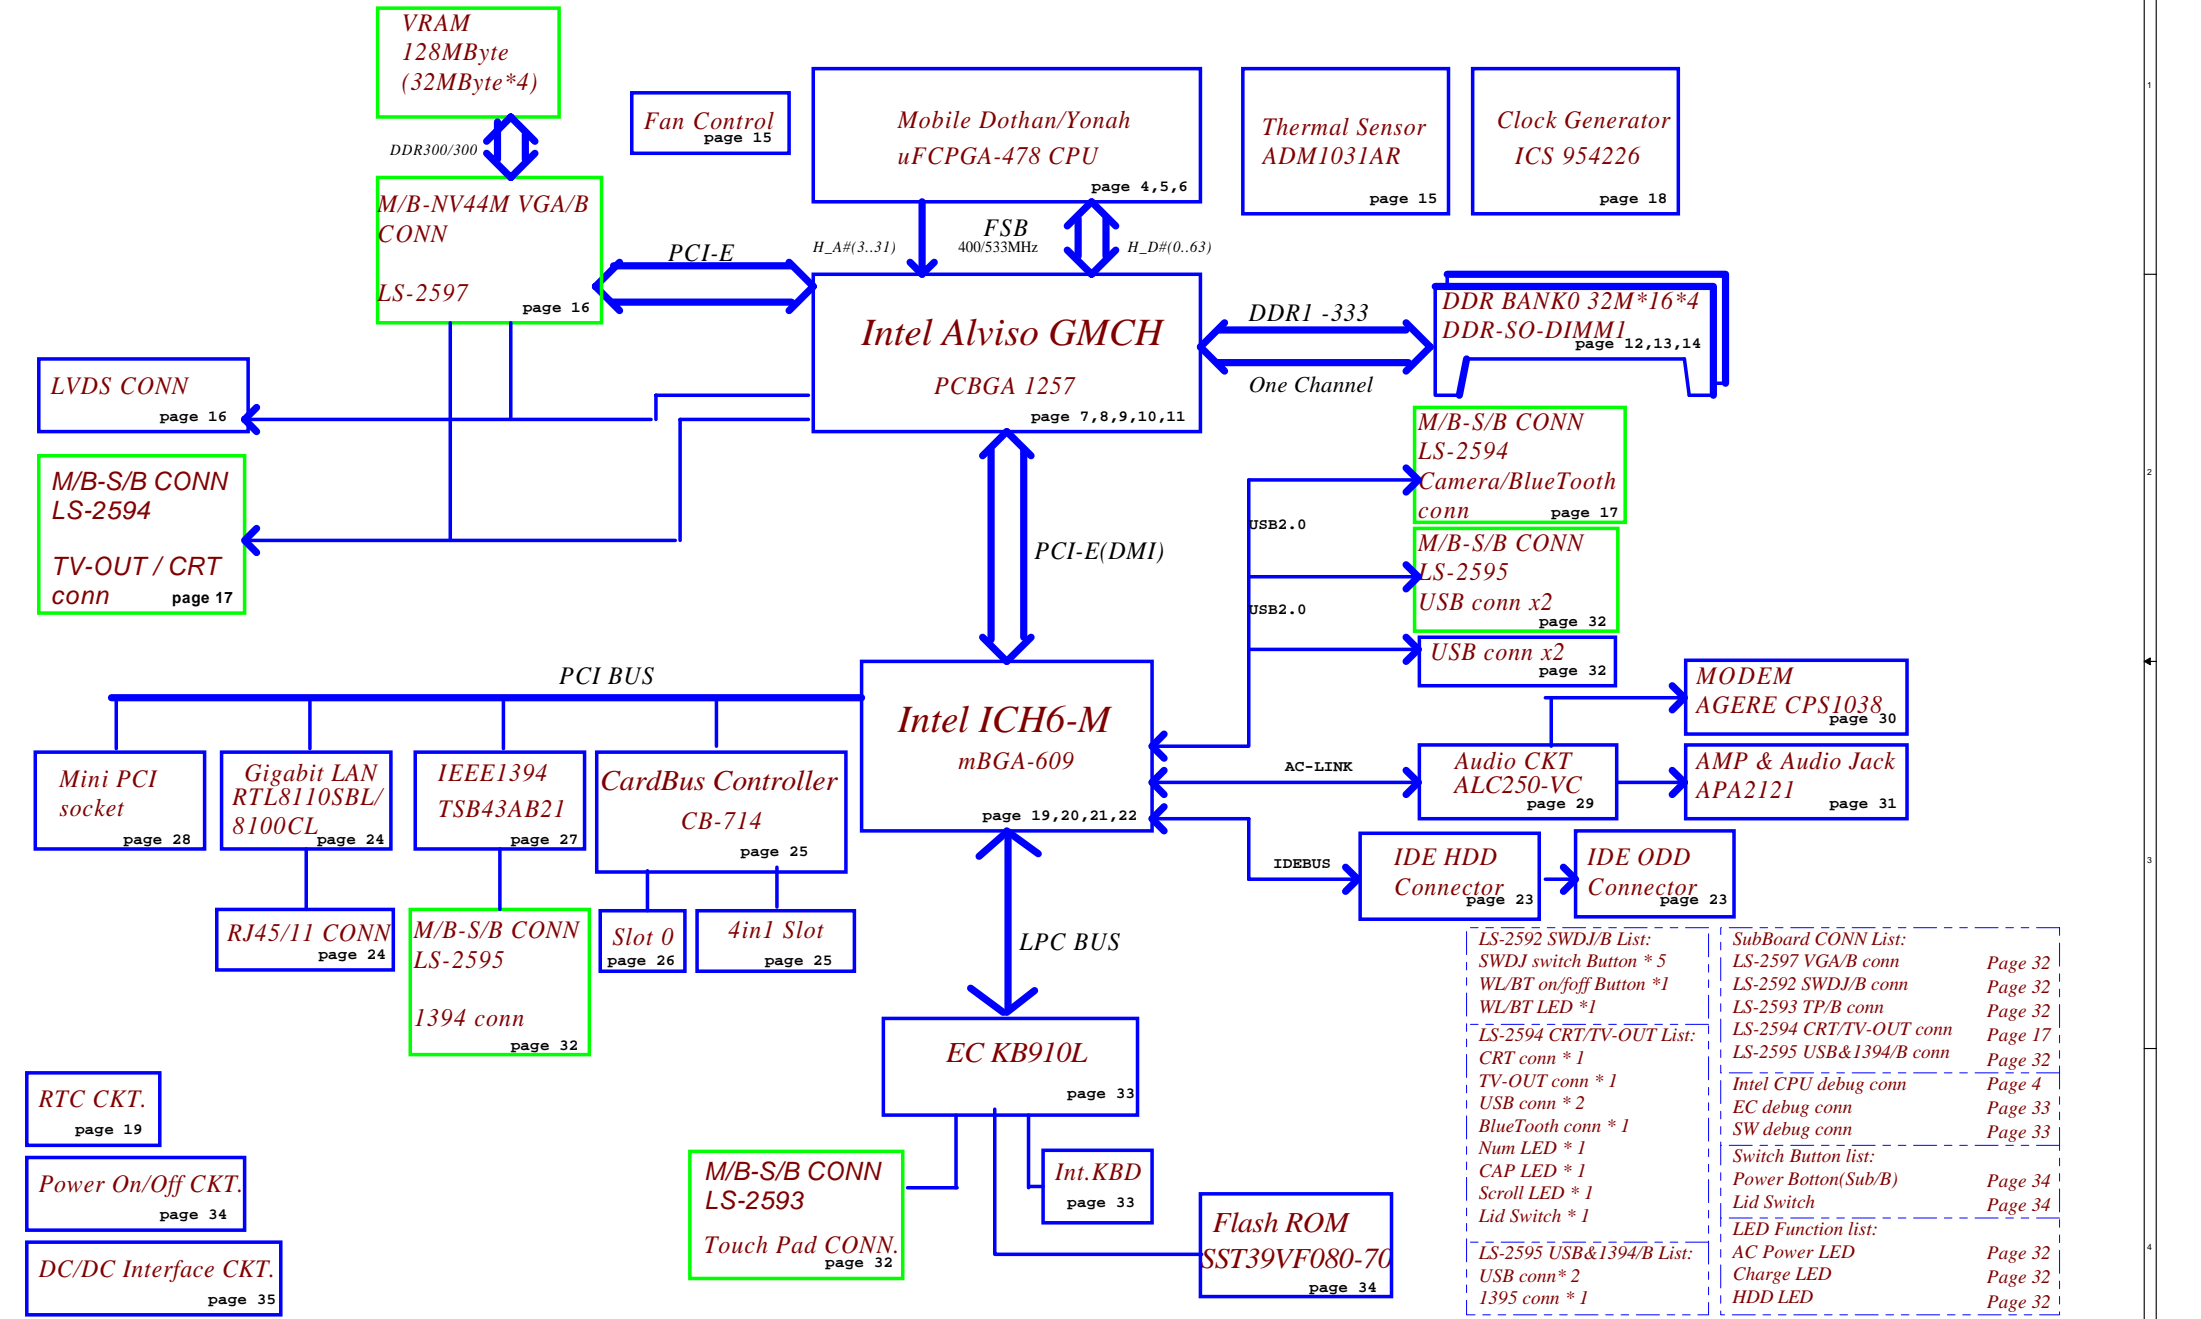 VRAM
128MByte
(32MByte*4)
DDR300/300
Fan Control
page 15
Mobile Dothan/Yonah
uFCPGA-478 CPU
page 4,5,6
Thermal Sensor
ADM1031AR
page 15
Clock Generator
ICS 954226
page 18
1
M/B-NV44M VGA/B
CONN
LS-2597
page 16
PCI-E
H_A#(3..31)
FSB
400/533MHz
H_D#(0..63)
Intel Alviso GMCH
PCBGA 1257
page 7,8,9,10,11
DDR1 -333
One Channel
DDR BANK0 32M*16*4
DDR-SO-DIMM1
page 12,13,14
LVDS CONN
page 16
M/B-S/B CONN
LS-2594
TV-OUT / CRT
conn
page 17
M/B-S/B CONN
LS-2594
Camera/BlueTooth
conn
page 17
2
USB2.0
M/B-S/B CONN
LS-2595
USB conn x2
page 32
USB2.0
USB conn x2
page 32
PCI-E(DMI)
PCI BUS
Intel ICH6-M
mBGA-609
page 19,20,21,22
MODEM
AGERE CPS1038
page 30
AC-LINK
Audio CKT
ALC250-VC
page 29
AMP & Audio Jack
APA2121
page 31
Mini PCI
socket
page 28
Gigabit LAN
RTL8110SBL/
8100CL
page 24
IEEE1394
TSB43AB21
page 27
CardBus Controller
CB-714
page 25
IDEBUS
IDE HDD
Connector
page 23
IDE ODD
Connector
page 23
3
RJ45/11 CONN
page 24
M/B-S/B CONN
LS-2595
1394 conn
page 32
Slot 0
page 26
4in1 Slot
page 25
LPC BUS
EC KB910L
page 33
RTC CKT.
page 19
Power On/Off CKT.
page 34
DC/DC Interface CKT.
page 35
M/B-S/B CONN
LS-2593
Touch Pad CONN.
page 32
Int.KBD
page 33
Flash ROM
SST39VF080-70
page 34
LS-2592 SWDJ/B List:
SWDJ switch Button * 5
WL/BT on/foff Button *1
WL/BT LED *1
LS-2594 CRT/TV-OUT List:
CRT conn * 1
TV-OUT conn * 1
USB conn * 2
BlueTooth conn * 1
Num LED * 1
CAP LED * 1
Scroll LED * 1
Lid Switch * 1
LS-2595 USB&1394/B List:
USB conn* 2
1395 conn * 1
SubBoard CONN List:
LS-2597 VGA/B conn Page 32
LS-2592 SWDJ/B conn Page 32
LS-2593 TP/B conn Page 32
LS-2594 CRT/TV-OUT conn Page 17
LS-2595 USB&1394/B conn Page 32
Intel CPU debug conn Page 4
EC debug conn Page 33
SW debug conn Page 33
Switch Button list:
Power Botton(Sub/B) Page 34
Lid Switch Page 34
LED Function list:
AC Power LED Page 32
Charge LED Page 32
HDD LED Page 32
4